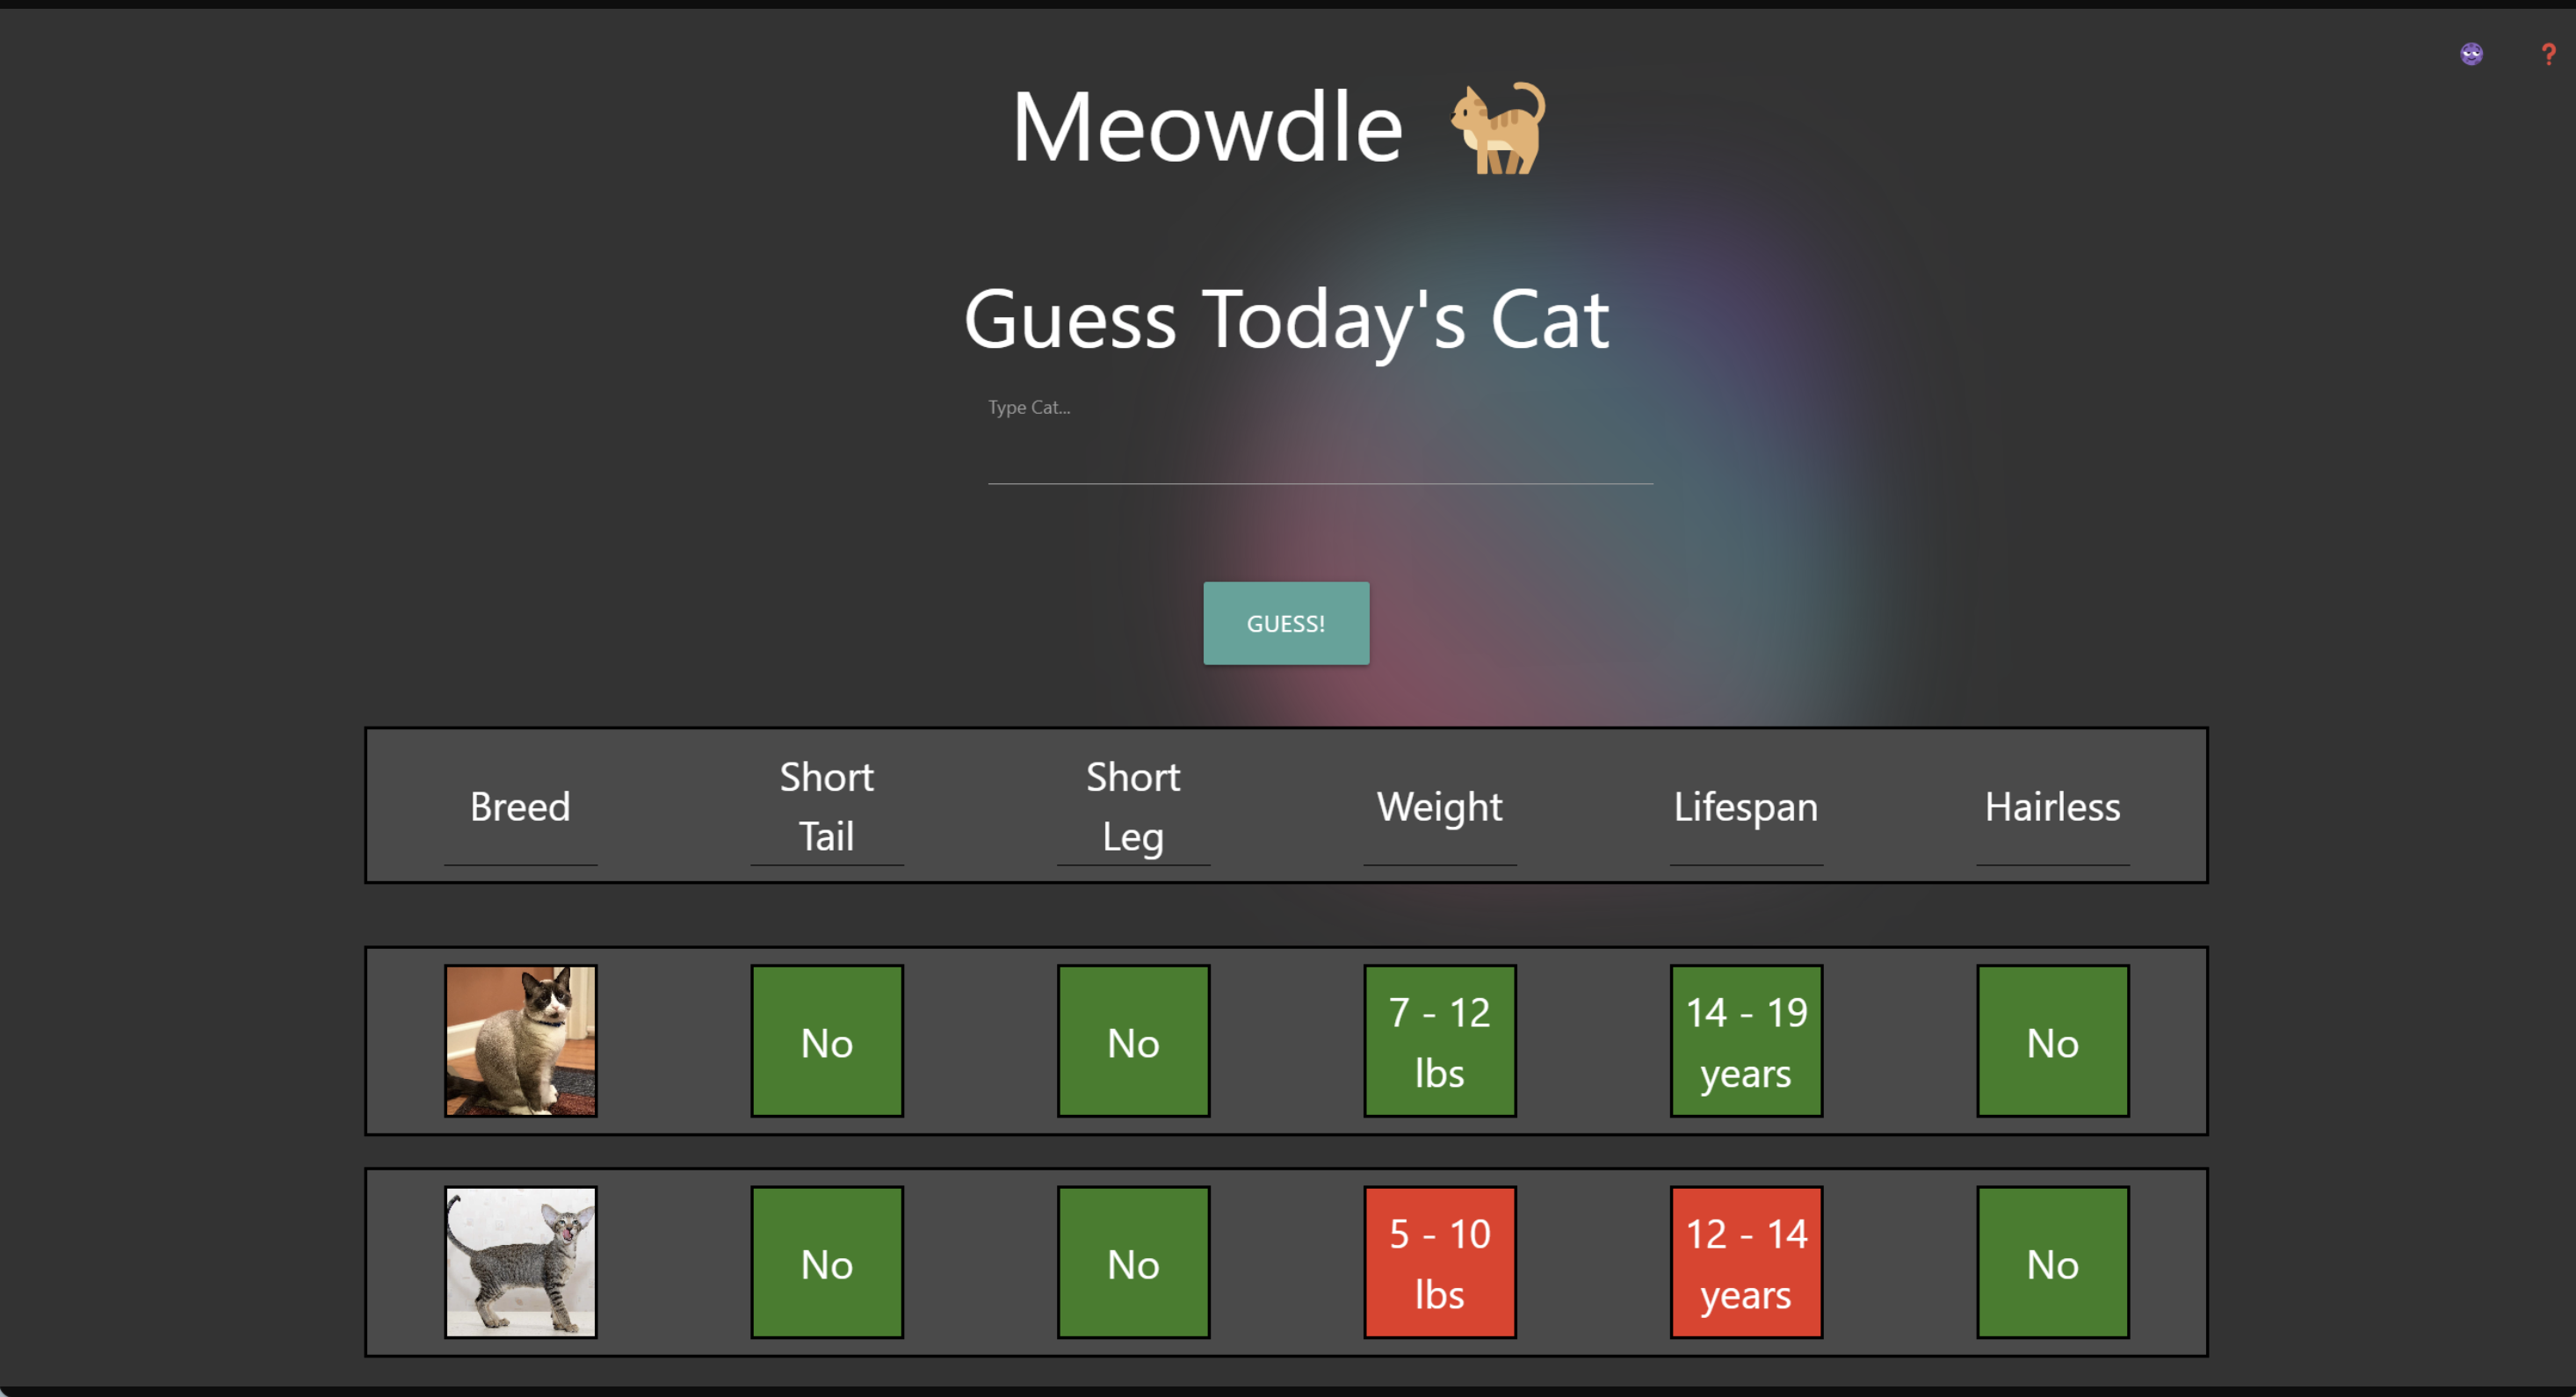 Meowdle
Guess Today's Cat
Type Cat...
GUESS!
Breed
Short
Tail
Short
Leg
Weight
Lifespan
Hairless
No
No
7 - 12
lbs
14 - 19
years
No
No
No
5 - 10
lbs
12 - 14
years
No